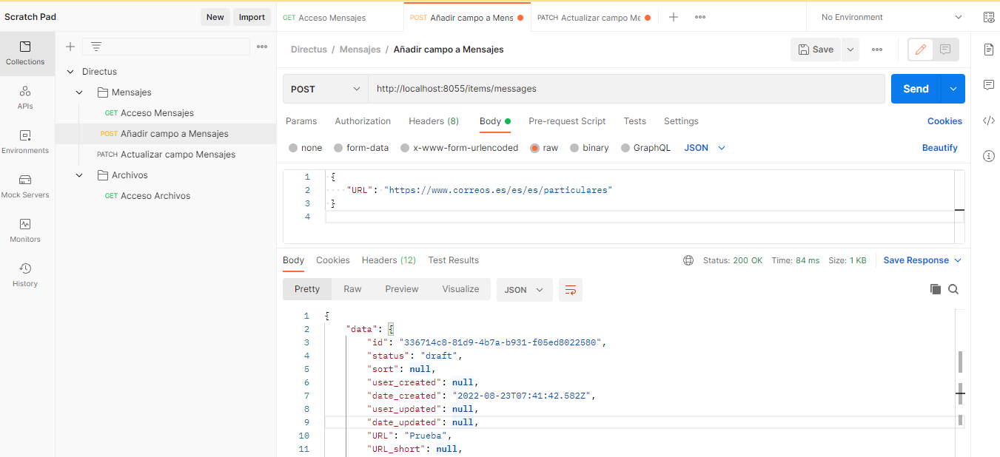 Scratch Pad
New
Import
GET Acceso Mensajes
POST Añadir campo a Mens
PATCH Actualizar campo Me
No Environment
Collections
APIs
Environments
Mock Servers
Monitors
History
Directus
Mensajes
GET Acceso Mensajes
POST Añadir campo a Mensajes
PATCH Actualizar campo Mensajes
Archivos
GET Acceso Archivos
Directus / Mensajes / Añadir campo a Mensajes
Save
POST
http://localhost:8055/items/messages
Send
Params Authorization Headers (8) Body Pre-request Script Tests Settings
Cookies
none form-data x-www-form-urlencoded raw binary GraphQL JSON
Beautify
1 {
2 "URL": "https://www.correos.es/es/es/particulares"
3 }
4
Body Cookies Headers (12) Test Results
Status: 200 OK Time: 84 ms Size: 1 KB
Save Response
Pretty Raw Preview Visualize JSON
1 {
2 "data": {
3 "id": "336714c8-81d9-4b7a-b931-f05ed8022580",
4 "status": "draft",
5 "sort": null,
6 "user_created": null,
7 "date_created": "2022-08-23T07:41:42.582Z",
8 "user_updated": null,
9 "date_updated": null,
10 "URL": "Prueba",
11 "URL_short": null,